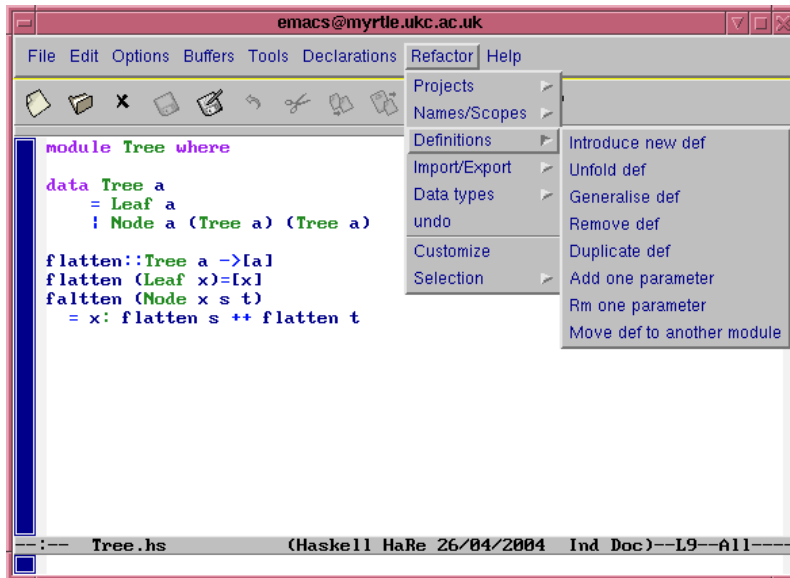 emacs@myrtle.ukc.ac.uk
File Edit Options Buffers Tools Declarations Refactor Help
Projects
Names/Scopes
Definitions
Import/Export
Data types
undo
Customize
Selection
Introduce new def
Unfold def
Generalise def
Remove def
Duplicate def
Add one parameter
Rm one parameter
Move def to another module
module Tree where
data Tree a
= Leaf a
| Node a (Tree a) (Tree a)
flatten::Tree a ->[a]
flatten (Leaf x)=[x]
faltten (Node x s t)
= x: flatten s ++ flatten t
--:-- Tree.hs (Haskell HaRe 26/04/2004 Ind Doc)--L9--All----